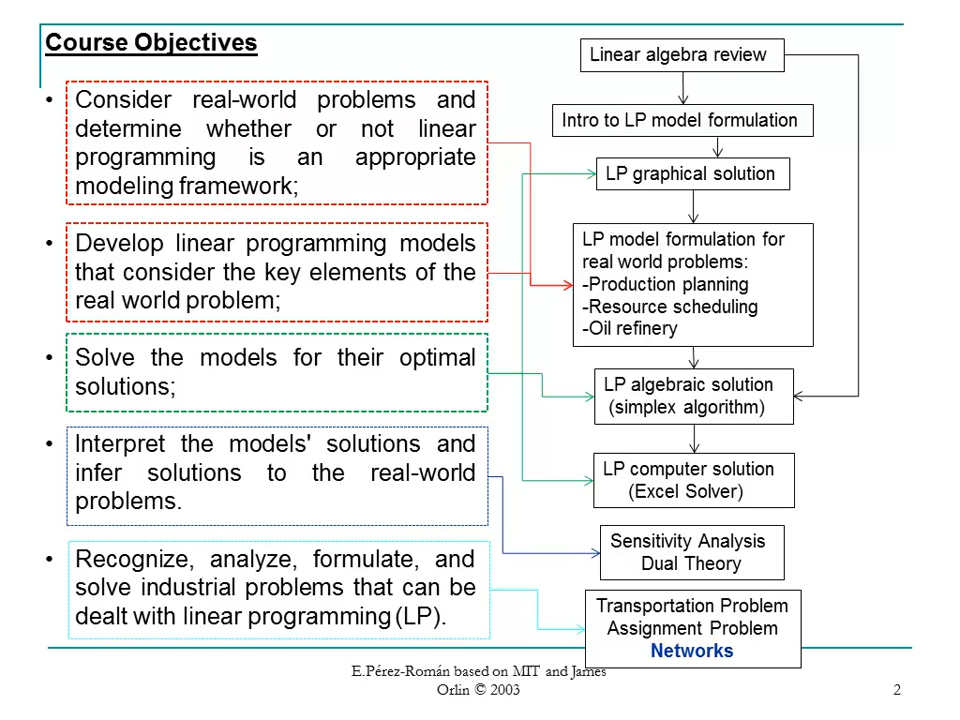 Course Objectives
• Consider real-world problems and
determine whether or not linear
programming is an appropriate
modeling framework;
• Develop linear programming models
that consider the key elements of the
real world problem;
• Solve the models for their optimal
solutions;
• Interpret the models' solutions and
infer solutions to the real-world
problems.
• Recognize, analyze, formulate, and
solve industrial problems that can be
dealt with linear programming (LP).
Linear algebra review
Intro to LP model formulation
LP graphical solution
LP model formulation for
real world problems:
-Production planning
-Resource scheduling
-Oil refinery
LP algebraic solution
(simplex algorithm)
LP computer solution
(Excel Solver)
Sensitivity Analysis
Dual Theory
Transportation Problem
Assignment Problem
Networks
E.Pérez-Román based on MIT and James
Orlin © 2003
2